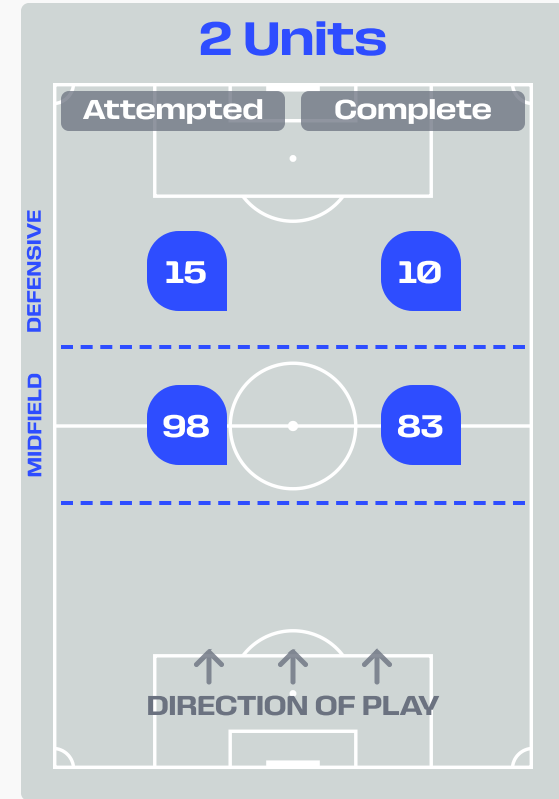 2 Units
Attempted Complete
DEFENSIVE
15 10
MIDFIELD
98 83
DIRECTION OF PLAY